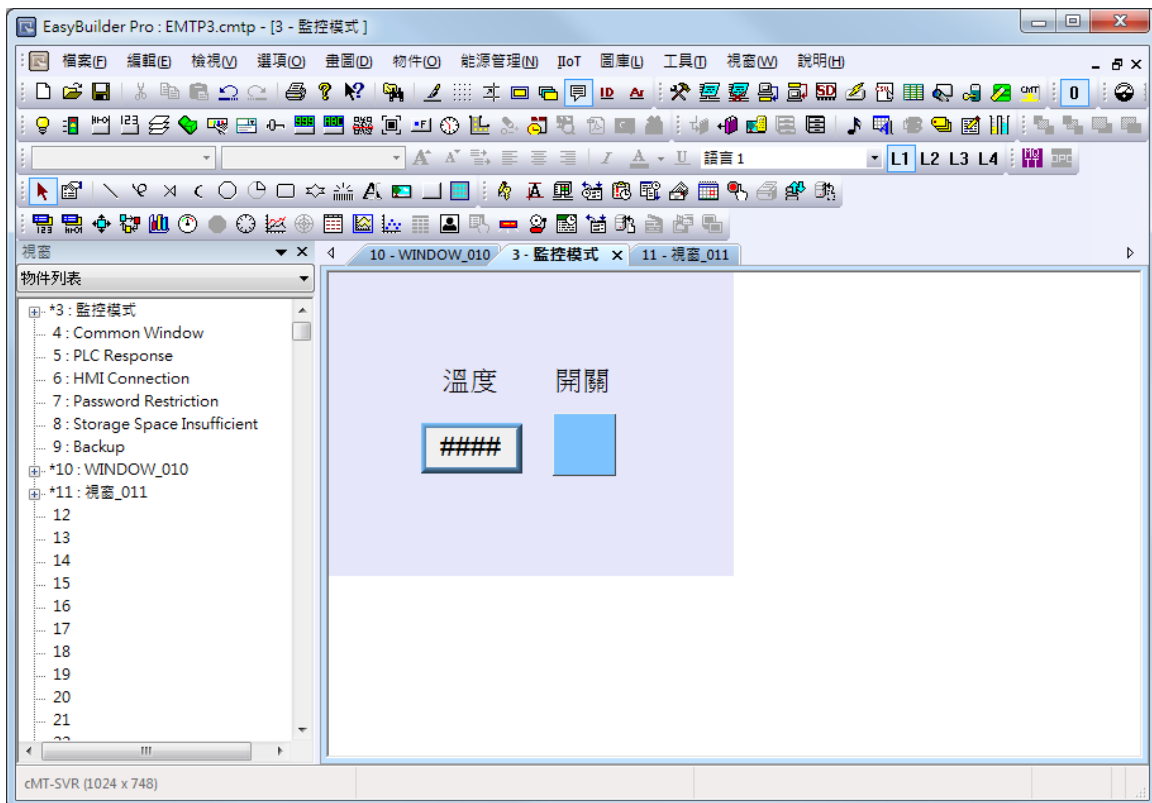 EasyBuilder Pro : EMTP3.cmtp - [3 - 監控模式 ]
檔案(F) 編輯(E) 檢視(V) 選項(O) 畫圖(D) 物件(O) 能源管理(N) IIoT 圖庫(L) 工具(T) 視窗(W) 說明(H)
語言 1 L1 L2 L3 L4
視窗
10 - WINDOW_010 3 - 監控模式 11 - 視窗_011
物件列表
*3 : 監控模式
4 : Common Window
5 : PLC Response
6 : HMI Connection
7 : Password Restriction
8 : Storage Space Insufficient
9 : Backup
*10 : WINDOW_010
*11 : 視窗_011
12
13
14
15
16
17
18
19
20
21
溫度 開關
####
cMT-SVR (1024 x 748)